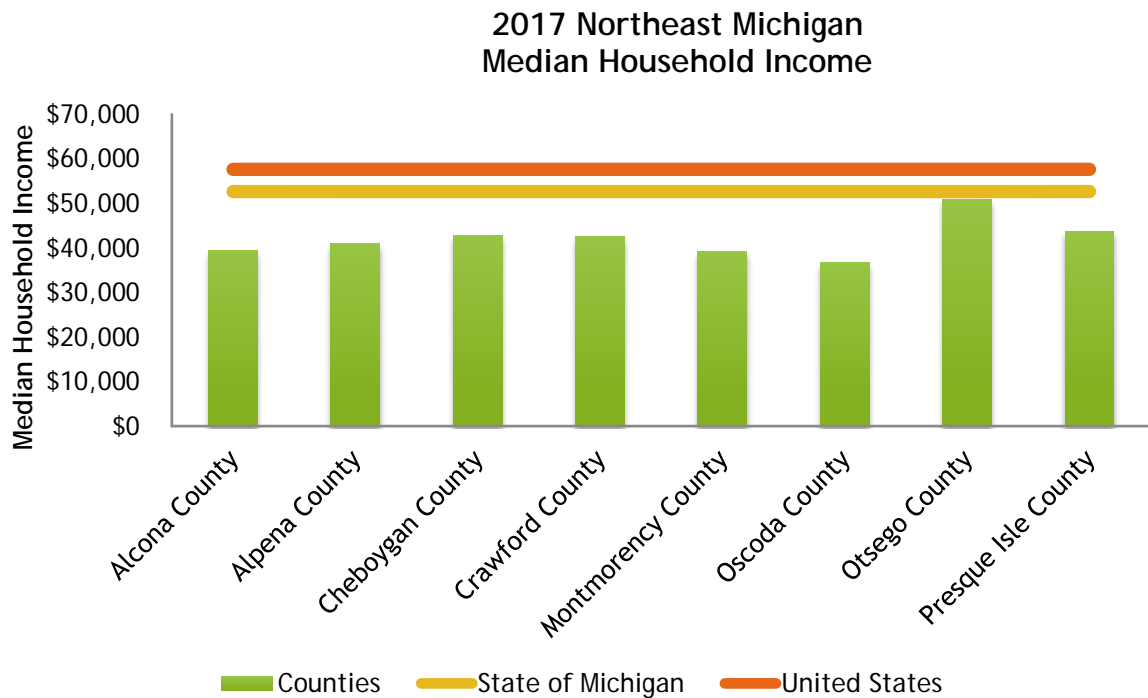 2017 Northeast Michigan
Median Household Income
Median Household Income
$70,000
$60,000
$50,000
$40,000
$30,000
$20,000
$10,000
$0
Alcona County
Alpena County
Cheboygan County
Crawford County
Montmorency County
Oscoda County
Otsego County
Presque Isle County
Counties
State of Michigan
United States